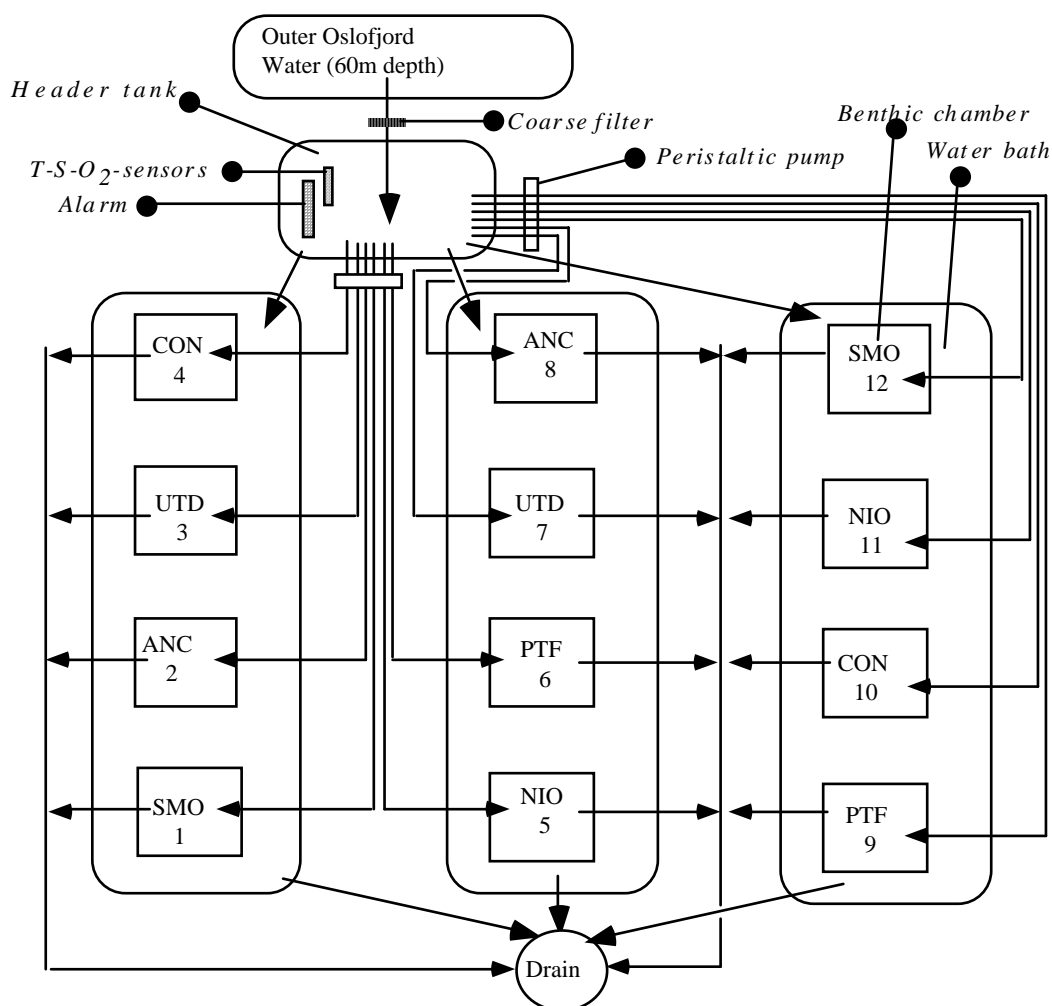 Outer Oslofjord
Water (60m depth)
Header tank
Coarse filter
Benthic chamber
Water bath
Peristaltic pump
T-S-O2-sensors
Alarm
CON
4
UTD
3
ANC
2
SMO
1
ANC
8
UTD
7
PTF
6
NIO
5
SMO
12
NIO
11
CON
10
PTF
9
Drain